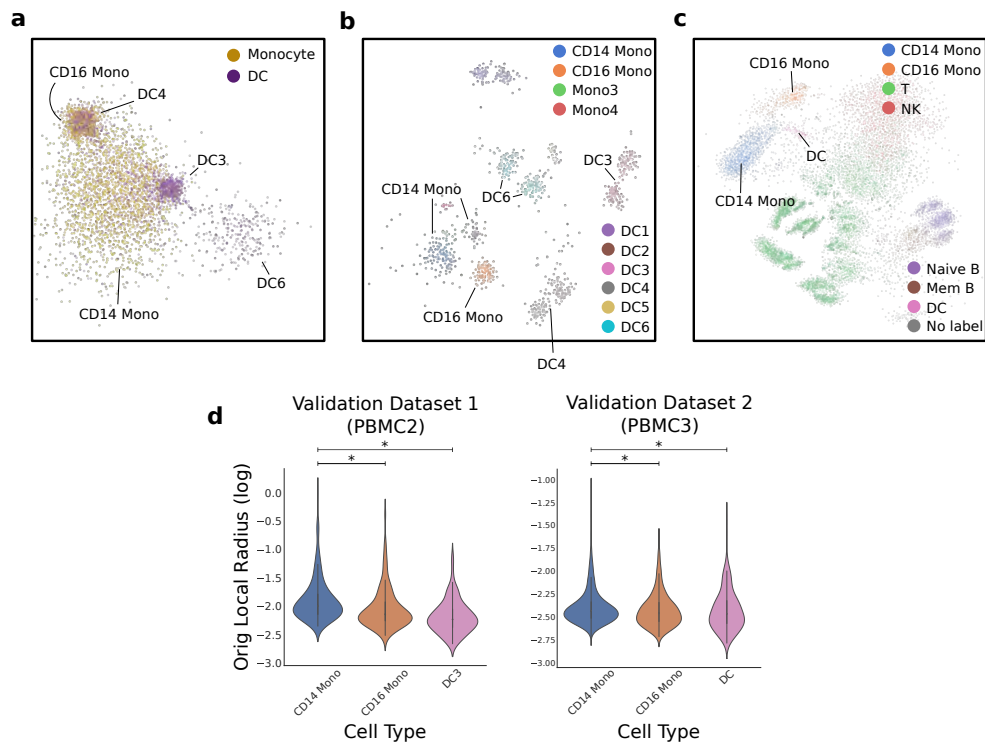 a
Monocyte
DC
CD16 Mono
DC4
DC3
DC6
CD14 Mono
b
CD14 Mono
CD16 Mono
Mono3
Mono4
DC3
CD14 Mono
DC6
CD16 Mono
DC1
DC2
DC3
DC4
DC5
DC6
DC4
c
CD14 Mono
CD16 Mono
T
NK
CD16 Mono
DC
CD14 Mono
Naive B
Mem B
DC
No label
d
Validation Dataset 1
(PBMC2)
*
*
Orig Local Radius (log)
0.0
−0.5
−1.0
−1.5
−2.0
−2.5
−3.0
CD14 Mono
CD16 Mono
DC3
Cell Type
Validation Dataset 2
(PBMC3)
*
*
−1.00
−1.25
−1.50
−1.75
−2.00
−2.25
−2.50
−2.75
−3.00
CD14 Mono
CD16 Mono
DC
Cell Type